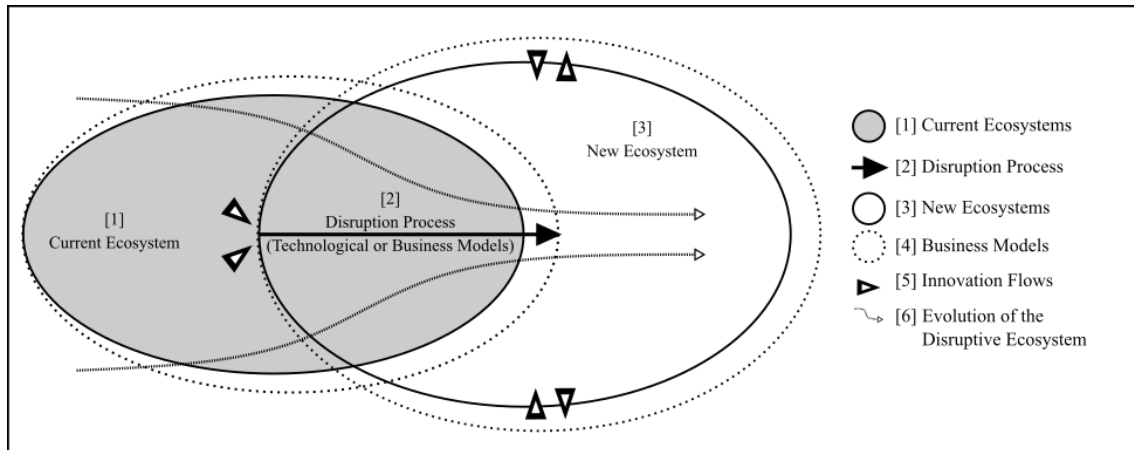 [1]
Current Ecosystem
[2]
Disruption Process
(Technological or Business Models)
[3]
New Ecosystem
[1] Current Ecosystems
[2] Disruption Process
[3] New Ecosystems
[4] Business Models
[5] Innovation Flows
[6] Evolution of the
Disruptive Ecosystem